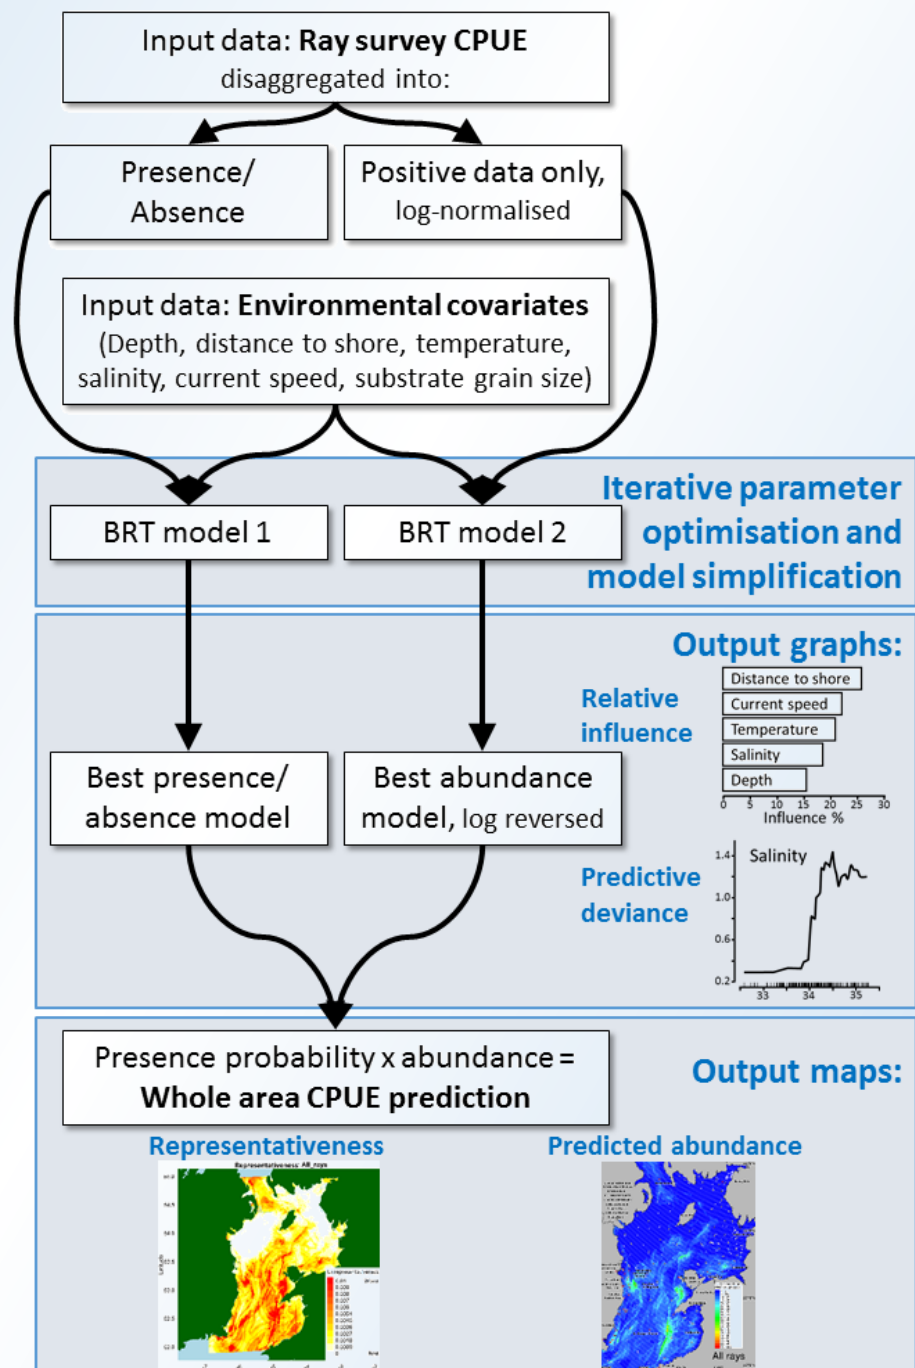 Input data: Ray survey CPUE
disaggregated into:
Presence/
Absence
Positive data only,
log-normalised
Input data: Environmental covariates
(Depth, distance to shore, temperature,
salinity, current speed, substrate grain size)
Iterative parameter
optimisation and
model simplification
BRT model 1
BRT model 2
Output graphs:
Relative
influence
Distance to shore
Current speed
Temperature
Salinity
Depth
0 5 10 15 20 25 30
Influence %
Best presence/
absence model
Best abundance
model, log reversed
Predictive
deviance
Salinity
1.4
1.0
0.6
0.2
33 34 35
Presence probability x abundance =
Whole area CPUE prediction
Output maps:
Representativeness
Predicted abundance
Representativeness: All_rays
All rays